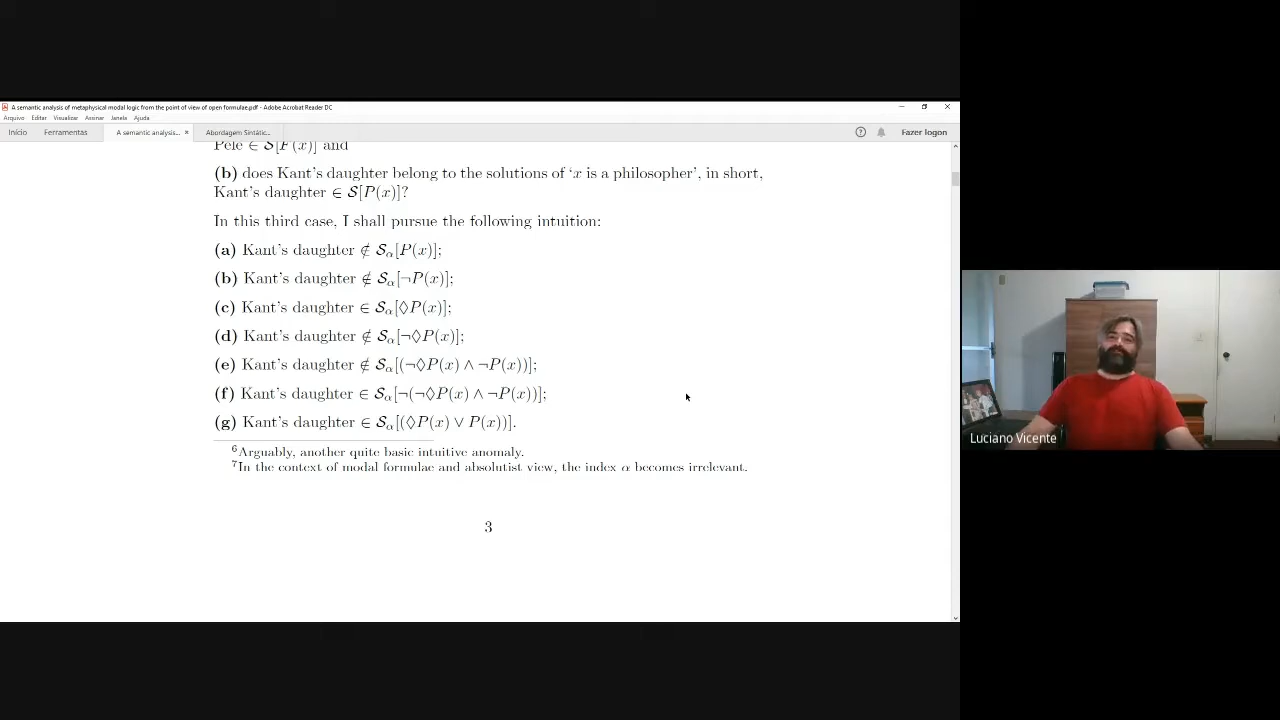 A semantic analysis of metaphysical modal logic from the point of view of open formulae.pdf - Adobe Acrobat Reader DC
Arquivo Editar Visualizar Assinar Janela Ajuda
Início Ferramentas A semantic analysis... × Abordagem Sintátic... Fazer logon
Pelé ∈ 𝒮[F(x)] and
(b) does Kant's daughter belong to the solutions of ‘x is a philosopher’, in short,
Kant's daughter ∈ 𝒮[P(x)]?
In this third case, I shall pursue the following intuition:
(a) Kant's daughter ∉ 𝒮α[P(x)];
(b) Kant's daughter ∉ 𝒮α[¬P(x)];
(c) Kant's daughter ∈ 𝒮α[◊P(x)];
(d) Kant's daughter ∉ 𝒮α[¬◊P(x)];
(e) Kant's daughter ∉ 𝒮α[(¬◊P(x) ∧ ¬P(x))];
(f) Kant's daughter ∈ 𝒮α[¬(¬◊P(x) ∧ ¬P(x))];
(g) Kant's daughter ∈ 𝒮α[(◊P(x) ∨ P(x))].
6Arguably, another quite basic intuitive anomaly.
7In the context of modal formulae and absolutist view, the index α becomes irrelevant.
3
Luciano Vicente